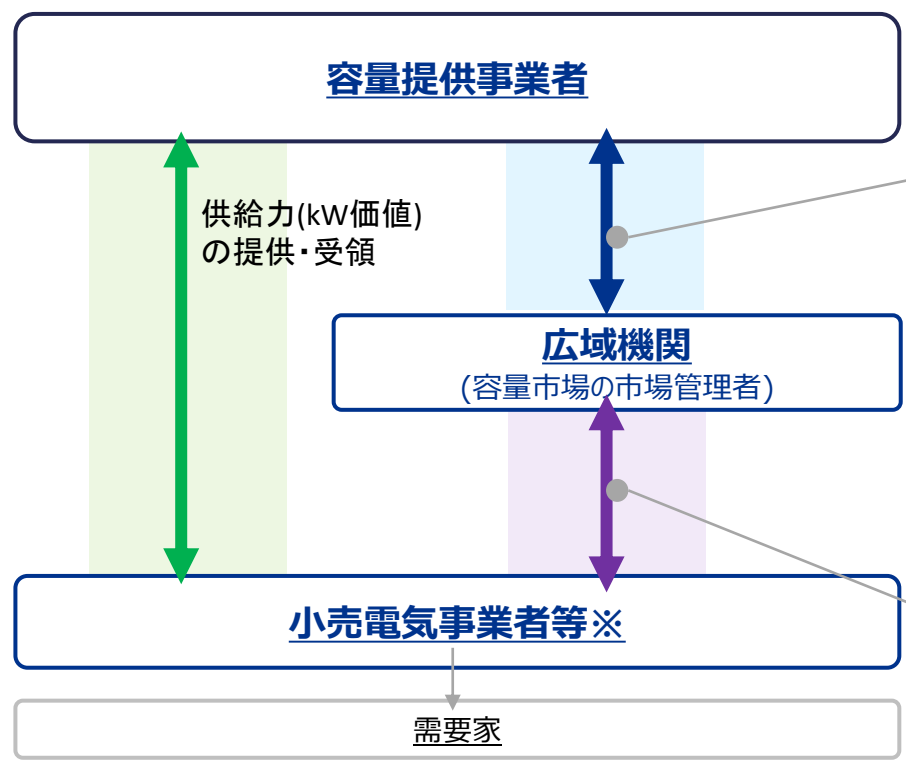 容量提供事業者
供給力(kW価値)
の提供・受領
広域機関
(容量市場の市場管理者)
小売電気事業者等※
需要家